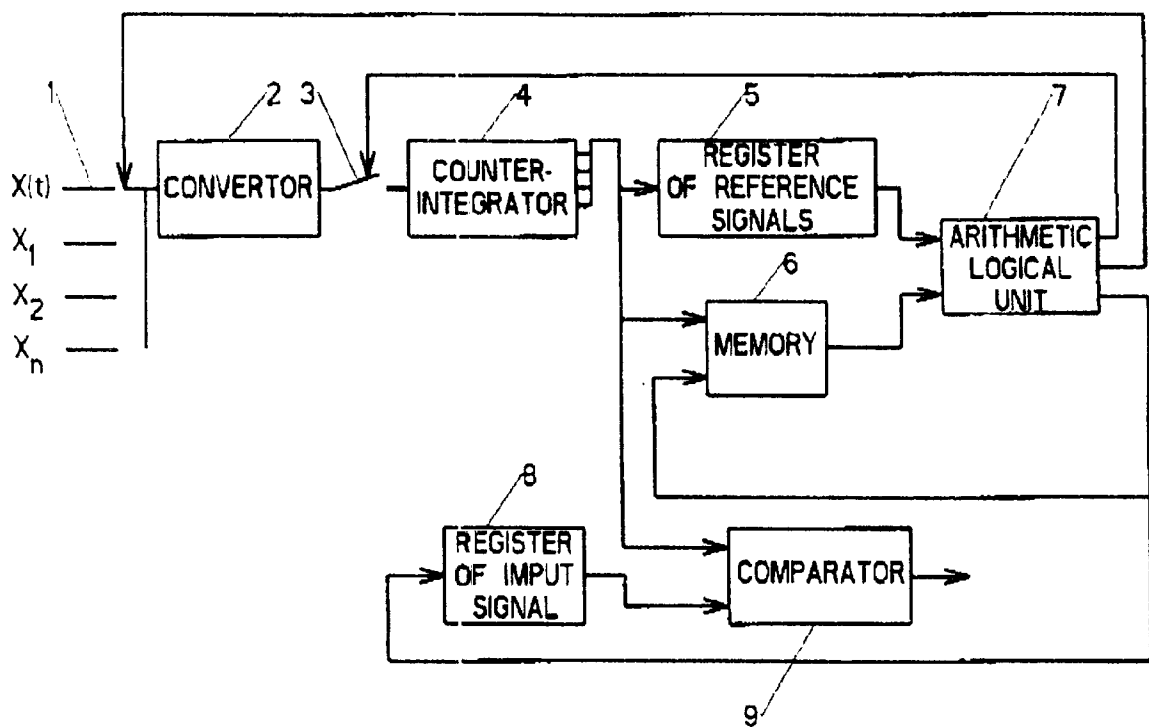 1
2
3
4
5
7
X(t)
CONVERTOR
COUNTER-
INTEGRATOR
REGISTER
OF REFERENCE
SIGNALS
ARITHMETIC
LOGICAL
UNIT
X1
X2
Xn
6
MEMORY
8
REGISTER
OF IMPUT
SIGNAL
COMPARATOR
9